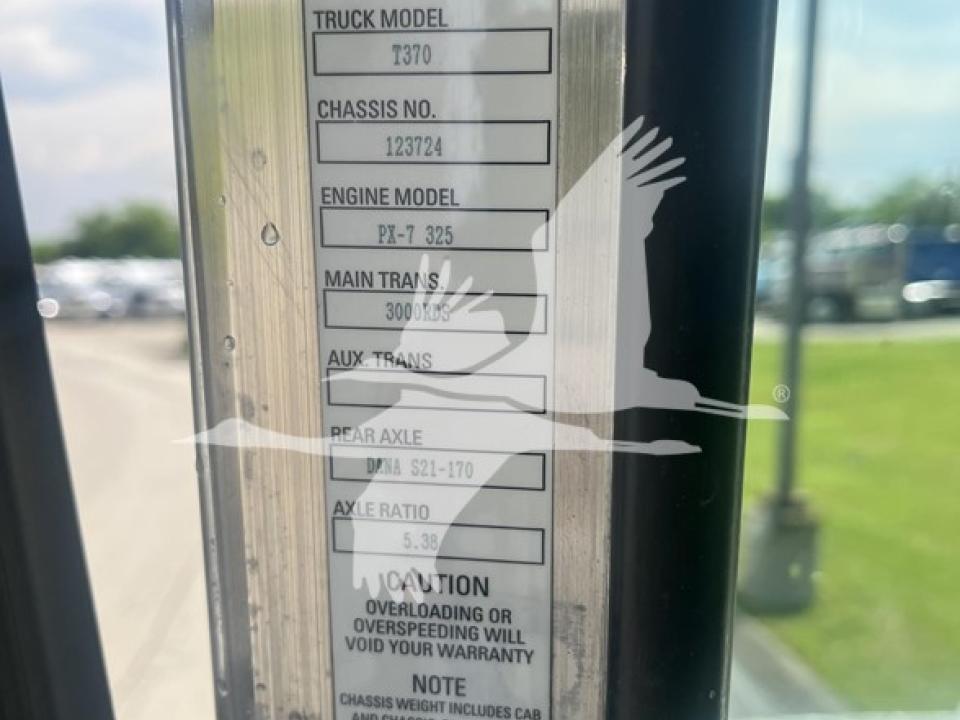 TRUCK MODEL
T370
CHASSIS NO.
123724
ENGINE MODEL
PX-7 325
MAIN TRANS.
3000RDS
AUX. TRANS
REAR AXLE
DANA S21-170
AXLE RATIO
5.38
CAUTION
OVERLOADING OR
OVERSPEEDING WILL
VOID YOUR WARRANTY
NOTE
CHASSIS WEIGHT INCLUDES CAB
®